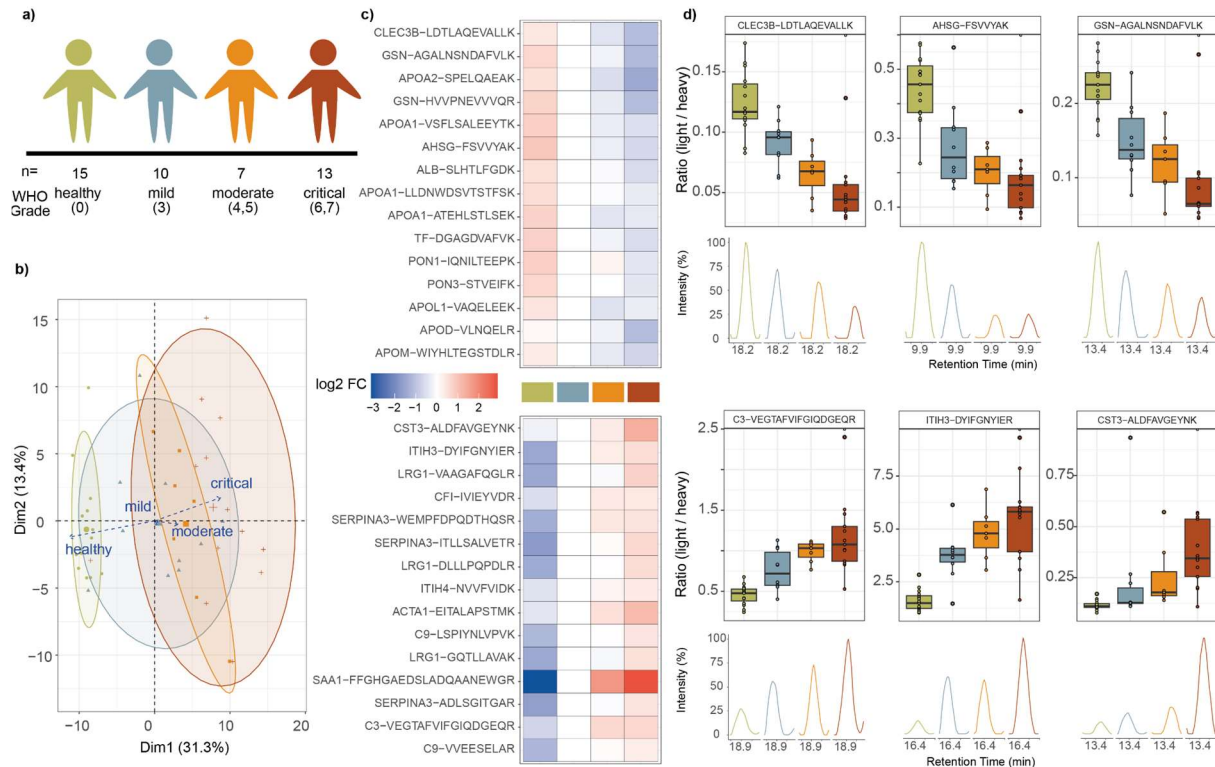 a)
n= 15 10 7 13
WHO healthy mild moderate critical
Grade (0) (3) (4,5) (6,7)
b)
Dim2 (13.4%)
15
10
5
0
−5
−10
critical
mild
moderate
healthy
−10 0 10 20
Dim1 (31.3%)
c)
CLEC3B−LDTLAQEVALLK
GSN−AGALNSNDAFVLK
APOA2−SPELQAEAK
GSN−HVVPNEVVVQR
APOA1−VSFLSALEEYTK
AHSG−FSVVYAK
ALB−SLHTLFGDK
APOA1−LLDNWDSVTSTFSK
APOA1−ATEHLSTLSEK
TF−DGAGDVAFVK
PON1−IQNILTEEPK
PON3−STVEIFK
APOL1−VAQELEEK
APOD−VLNQELR
APOM−WIYHLTEGSTDLR
log2 FC
−3 −2 −1 0 1 2
CST3−ALDFAVGEYNK
ITIH3−DYIFGNYIER
LRG1−VAAGAFQGLR
CFI−IVIEYVDR
SERPINA3−WEMPFDPQDTHQSR
SERPINA3−ITLLSALVETR
LRG1−DLLLPQPDLR
ITIH4−NVVFVIDK
ACTA1−EITALAPSTMK
C9−LSPIYNLVPVK
LRG1−GQTLLAVAK
SAA1−FFGHGAEDSLADQAANEWGR
SERPINA3−ADLSGITGAR
C3−VEGTAFVIFGIQDGEQR
C9−VVEESELAR
d)
CLEC3B−LDTLAQEVALLK AHSG−FSVVYAK GSN−AGALNSNDAFVLK
Ratio (light / heavy)
0.15
0.10
0.05
0.5
0.3
0.1
0.2
0.1
Intensity (%)
100
75
50
25
0
18.2 18.2 18.2 18.2 9.9 9.9 9.9 9.9 13.4 13.4 13.4 13.4
Retention Time (min)
C3−VEGTAFVIFGIQDGEQR ITIH3−DYIFGNYIER CST3−ALDFAVGEYNK
Ratio (light / heavy)
2.5
1.5
0.5
7.5
5.0
2.5
0.75
0.50
0.25
Intensity (%)
100
75
50
25
0
18.9 18.9 18.9 18.9 16.4 16.4 16.4 16.4 13.4 13.4 13.4 13.4
Retention Time (min)